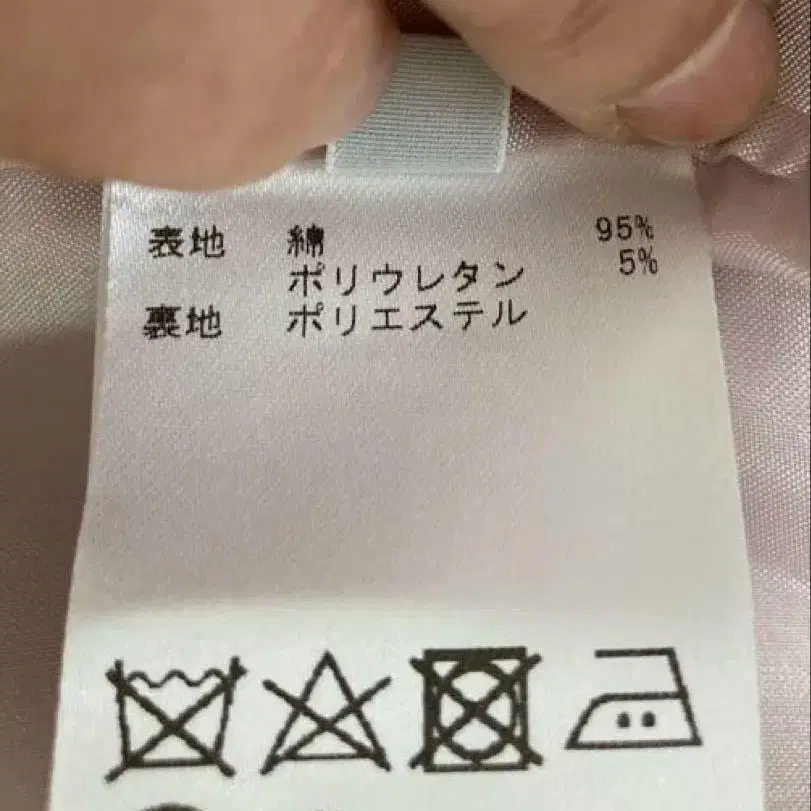 表地 綿 95%
ポリウレタン 5%
裏地 ポリエステル